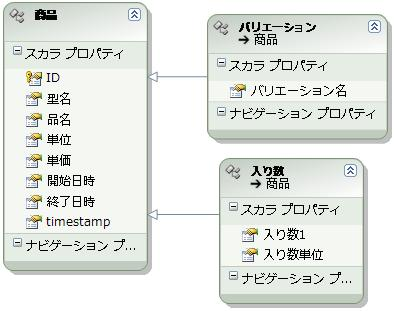 商品
スカラ プロパティ
ID
型名
品名
単位
単価
開始日時
終了日時
timestamp
ナビゲーション プ...
バリエーション
→ 商品
スカラ プロパティ
バリエーション名
ナビゲーション プロパティ
入り数
→ 商品
スカラ プロパティ
入り数1
入り数単位
ナビゲーション プ...